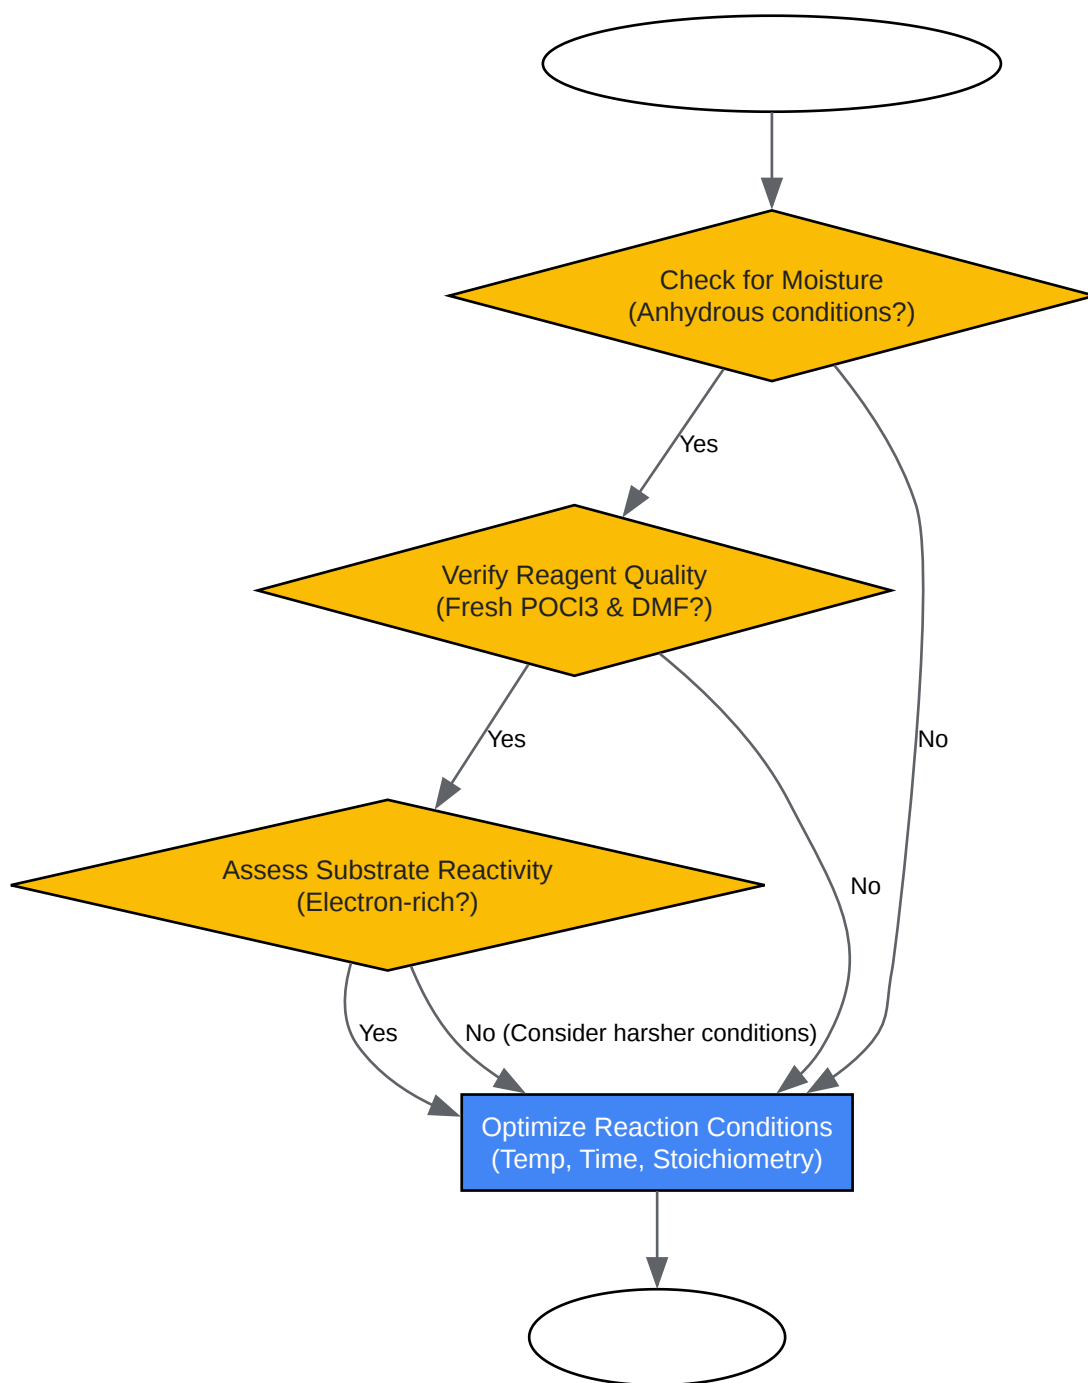 Check for Moisture
(Anhydrous conditions?)
Yes
Verify Reagent Quality
(Fresh POCl3 & DMF?)
Yes
No
Assess Substrate Reactivity
(Electron-rich?)
No
Yes
No (Consider harsher conditions)
Optimize Reaction Conditions
(Temp, Time, Stoichiometry)